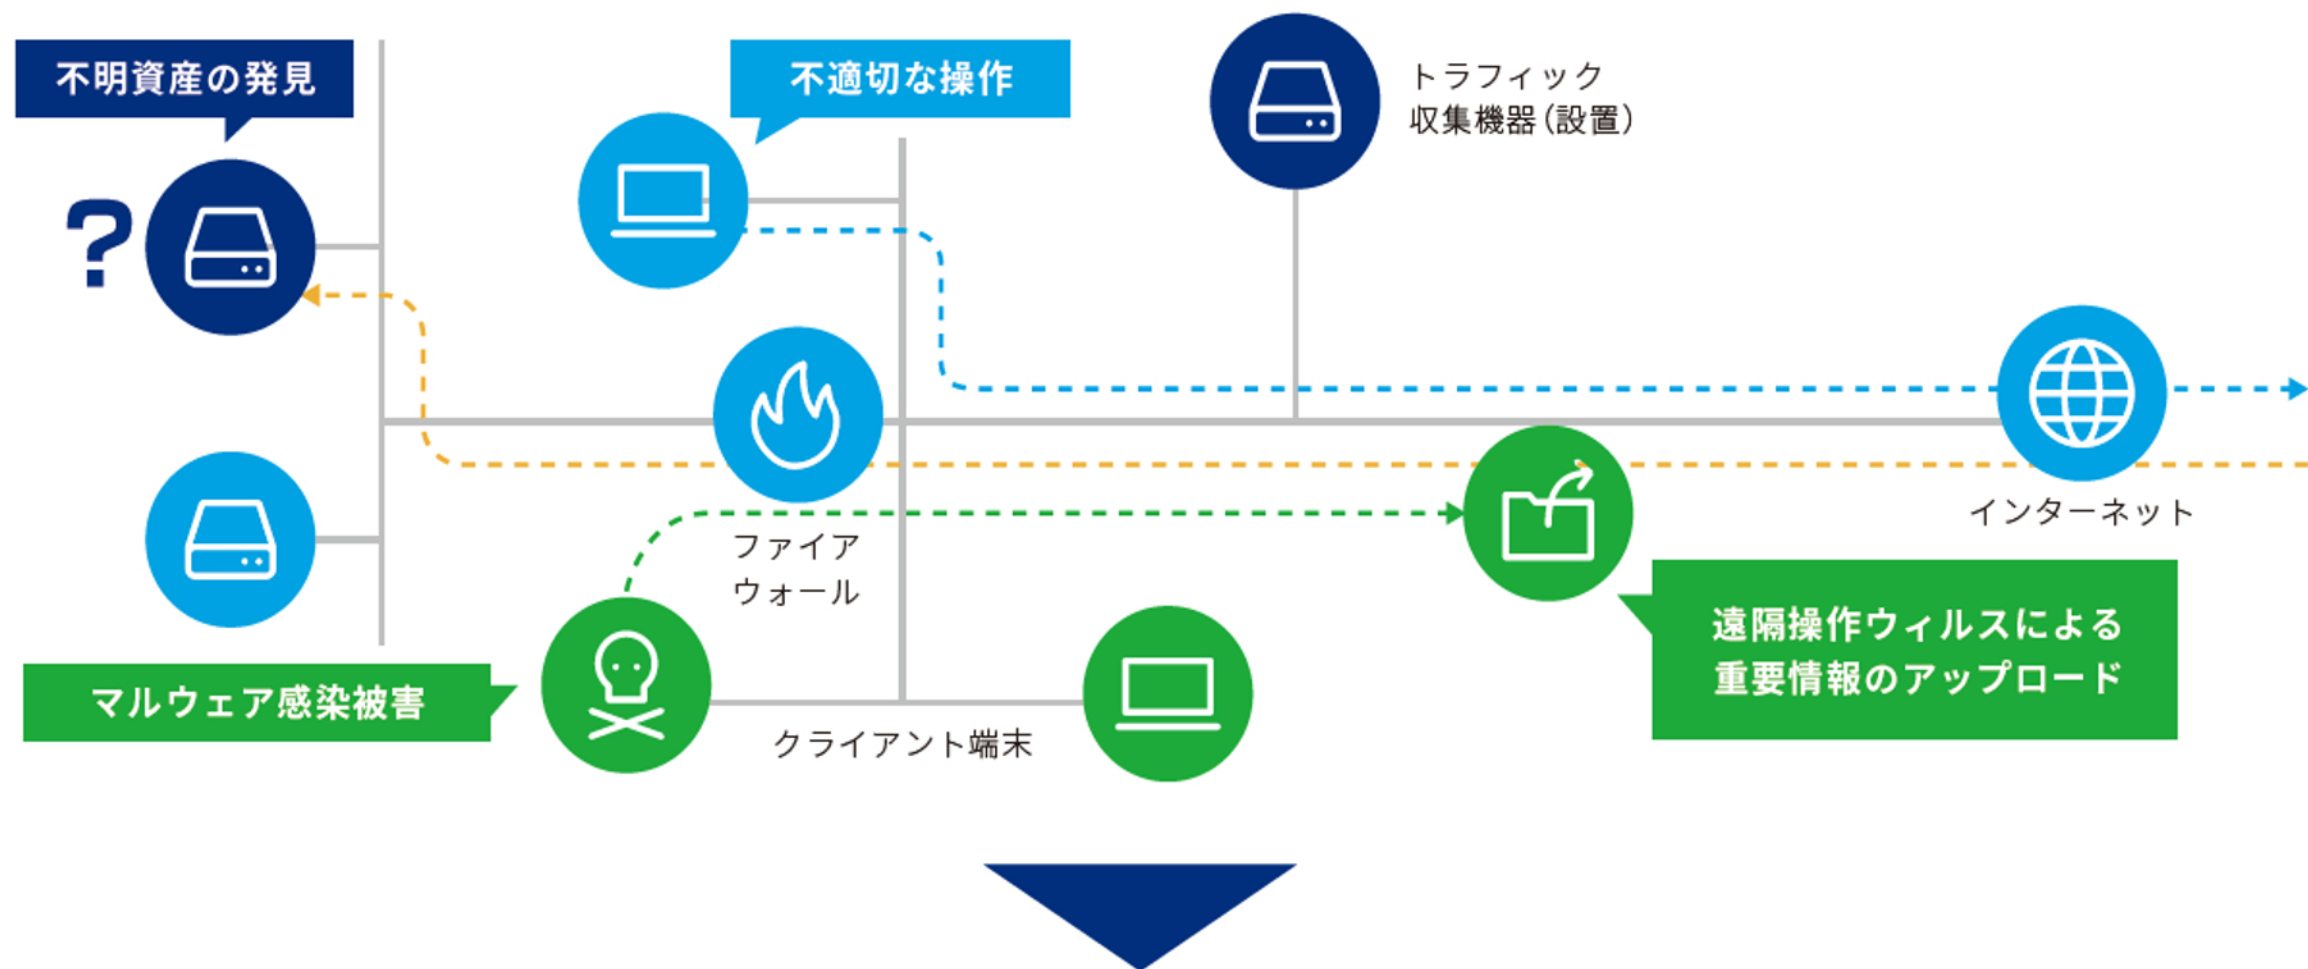 不明資産の発見
不適切な操作
トラフィック
収集機器(設置)
?
インターネット
ファイア
ウォール
遠隔操作ウィルスによる
重要情報のアップロード
マルウェア感染被害
クライアント端末